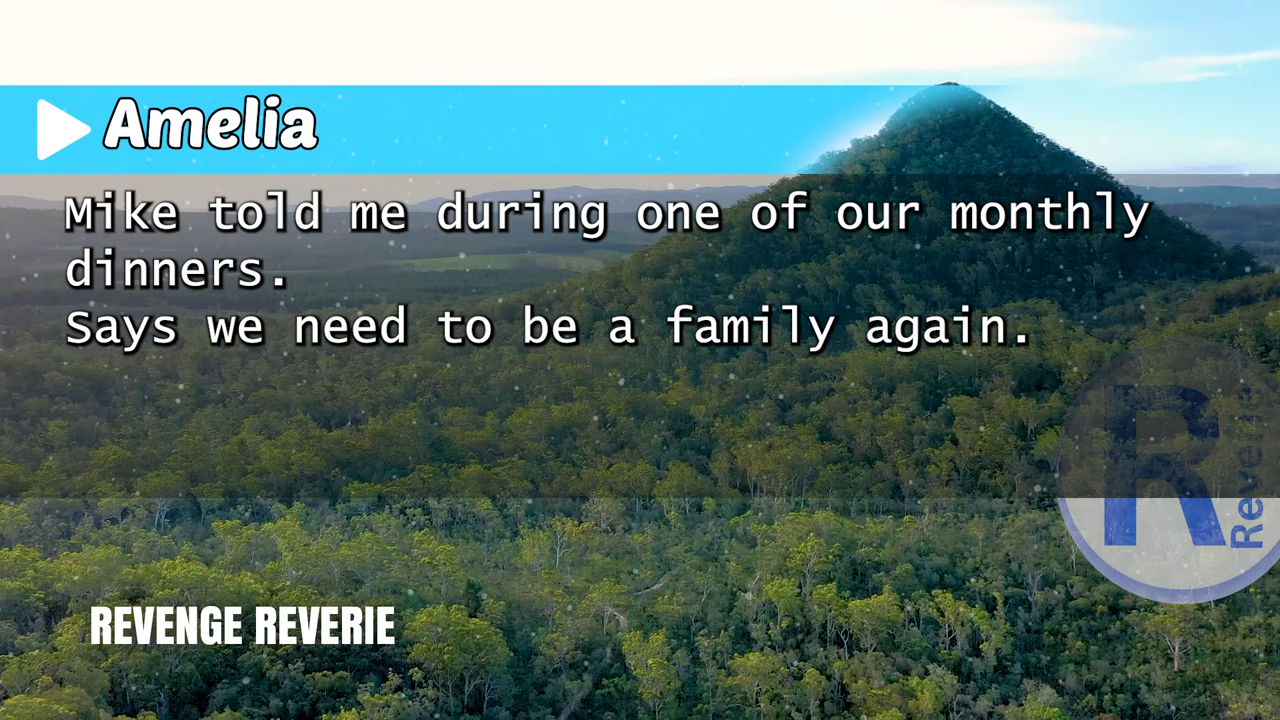 Amelia
Mike told me during one of our monthly
dinners.
Says we need to be a family again.
R
Reverie
REVENGE REVERIE